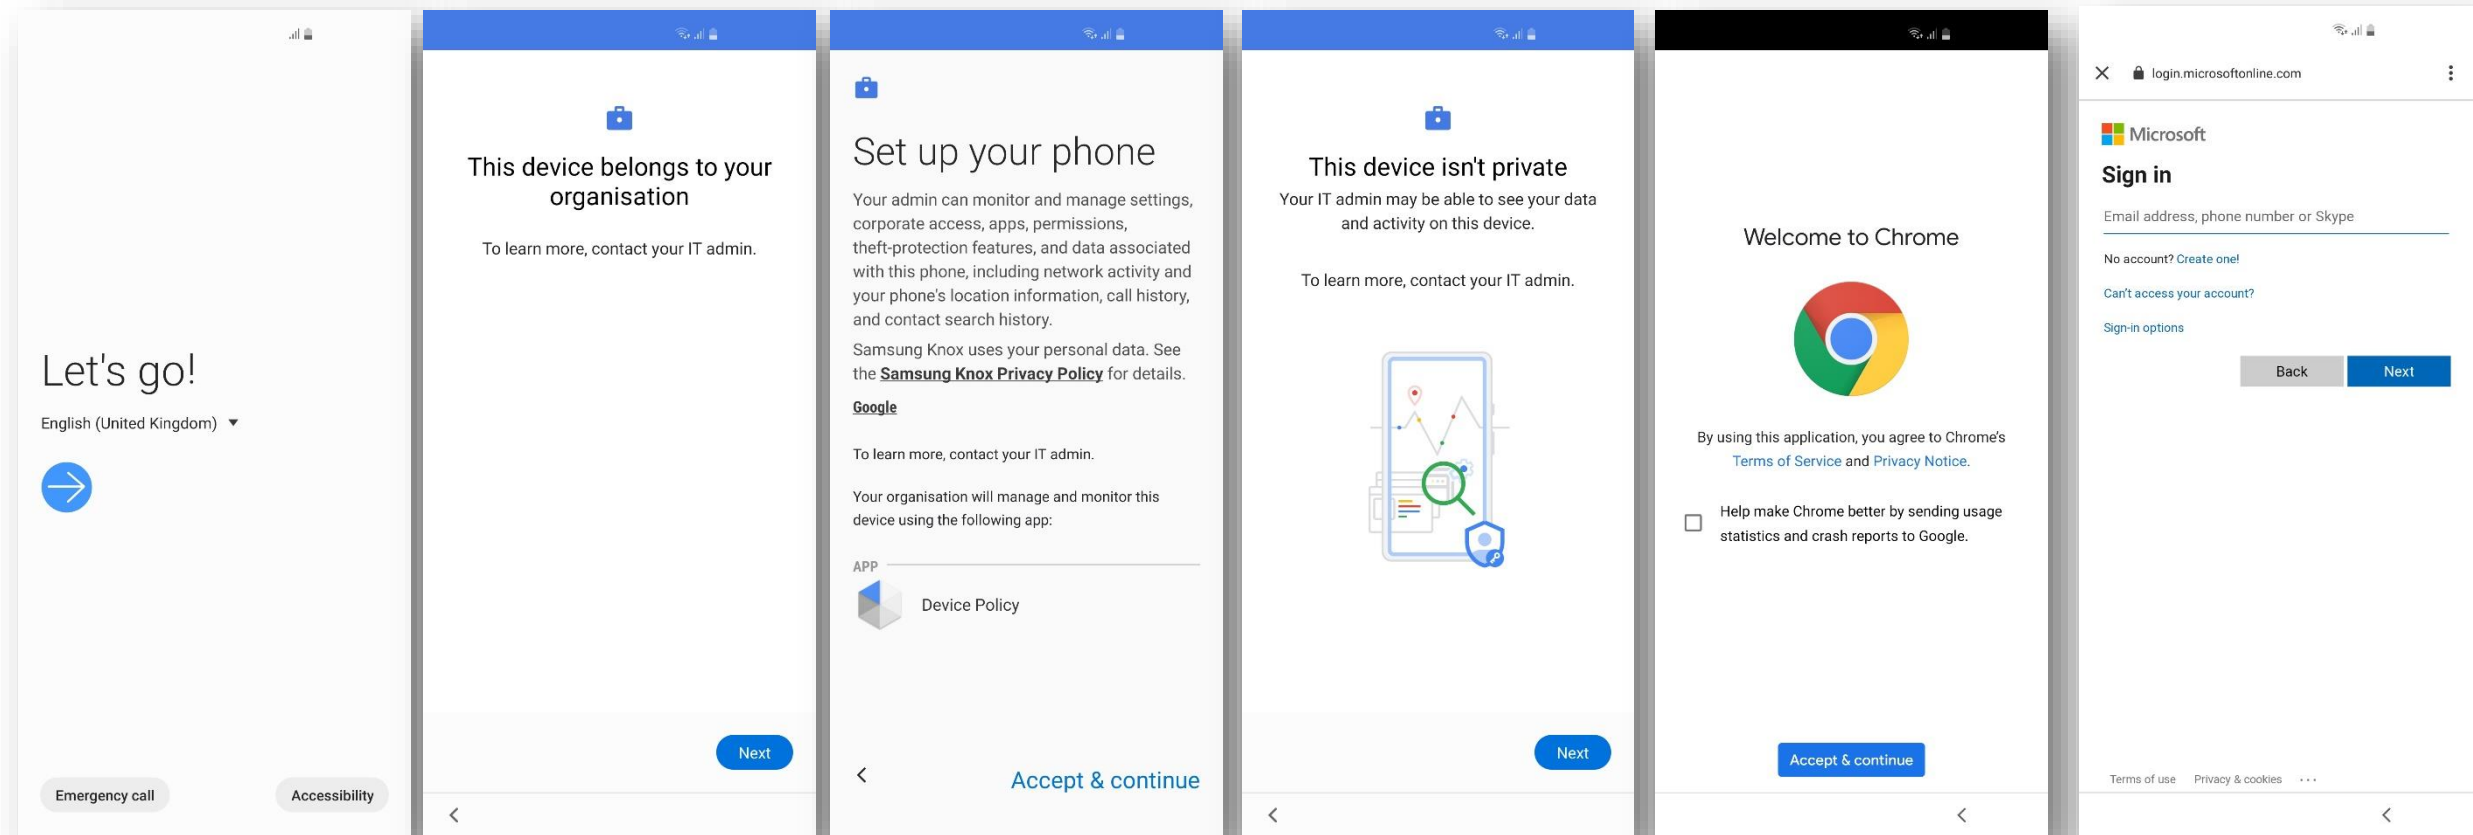 Let's go!
English (United Kingdom)
Emergency call
Accessibility
This device belongs to your
organisation
To learn more, contact your IT admin.
Next
Set up your phone
Your admin can monitor and manage settings,
corporate access, apps, permissions,
theft-protection features, and data associated
with this phone, including network activity and
your phone's location information, call history,
and contact search history.
Samsung Knox uses your personal data. See
the Samsung Knox Privacy Policy for details.
Google
To learn more, contact your IT admin.
Your organisation will manage and monitor this
device using the following app:
APP
Device Policy
Accept & continue
This device isn't private
Your IT admin may be able to see your data
and activity on this device.
To learn more, contact your IT admin.
Next
Welcome to Chrome
By using this application, you agree to Chrome's
Terms of Service and Privacy Notice.
Help make Chrome better by sending usage
statistics and crash reports to Google.
Accept & continue
login.microsoftonline.com
Microsoft
Sign in
Email address, phone number or Skype
No account? Create one!
Can't access your account?
Sign-in options
Back
Next
Terms of use Privacy & cookies ...